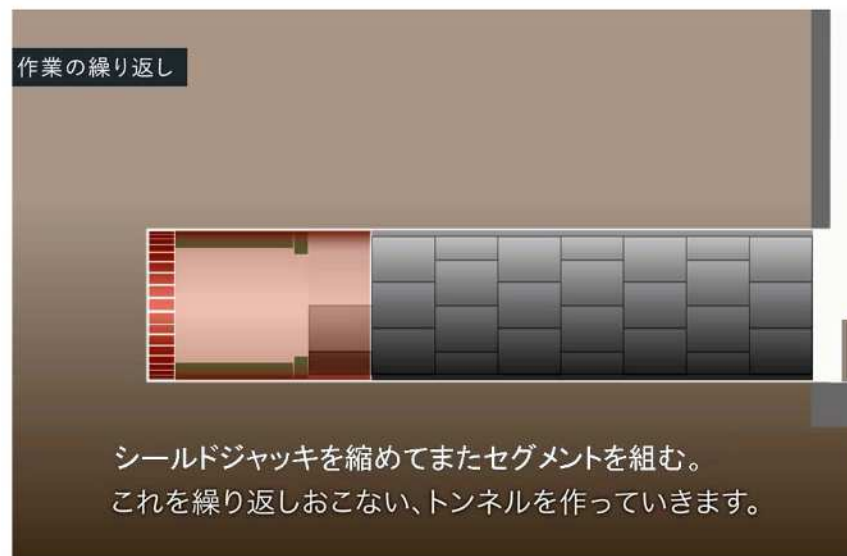 作業の繰り返し
シールドジャッキを縮めてまたセグメントを組む。
これを繰り返しおこない、トンネルを作っていきます。